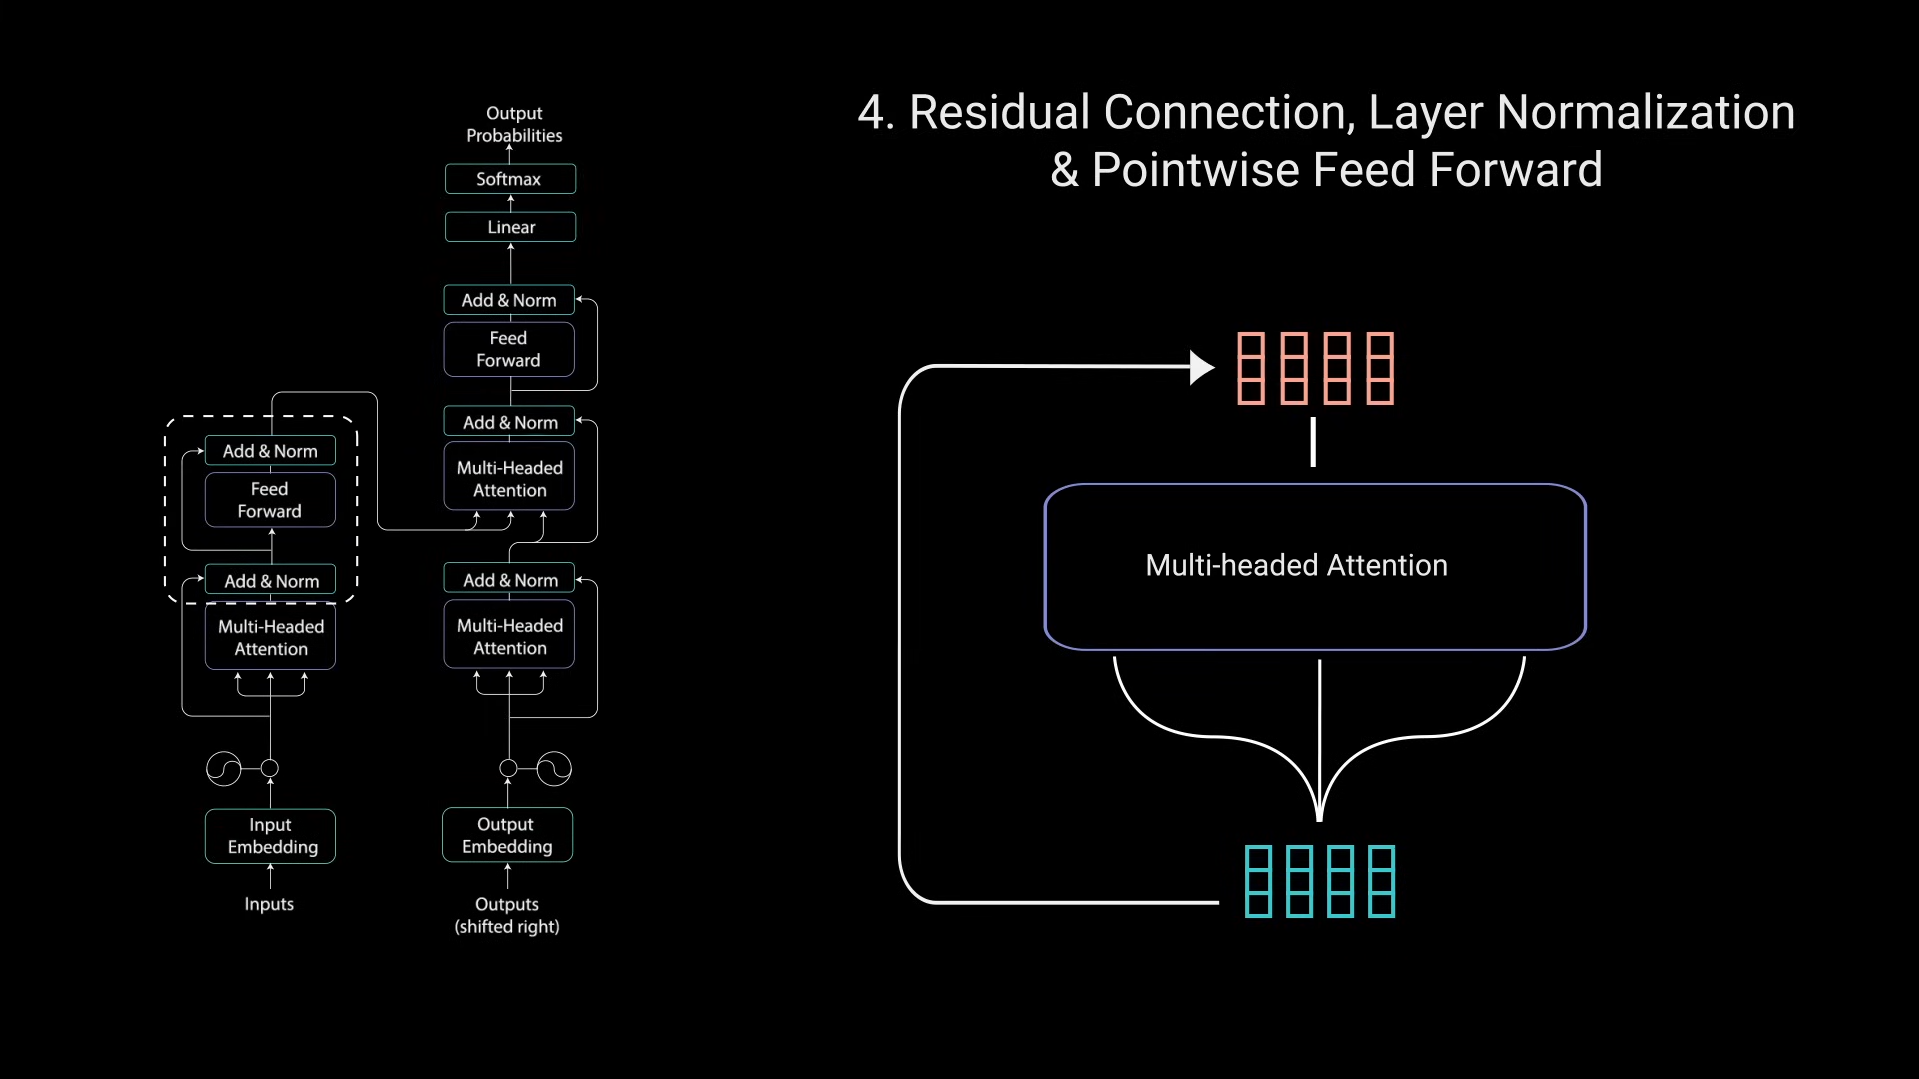 4. Residual Connection, Layer Normalization
& Pointwise Feed Forward
Output
Probabilities
Softmax
Linear
Add & Norm
Feed
Forward
Add & Norm
Multi-Headed
Attention
Add & Norm
Multi-Headed
Attention
Output
Embedding
Outputs
(shifted right)
Add & Norm
Feed
Forward
Add & Norm
Multi-Headed
Attention
Input
Embedding
Inputs
Multi-headed Attention